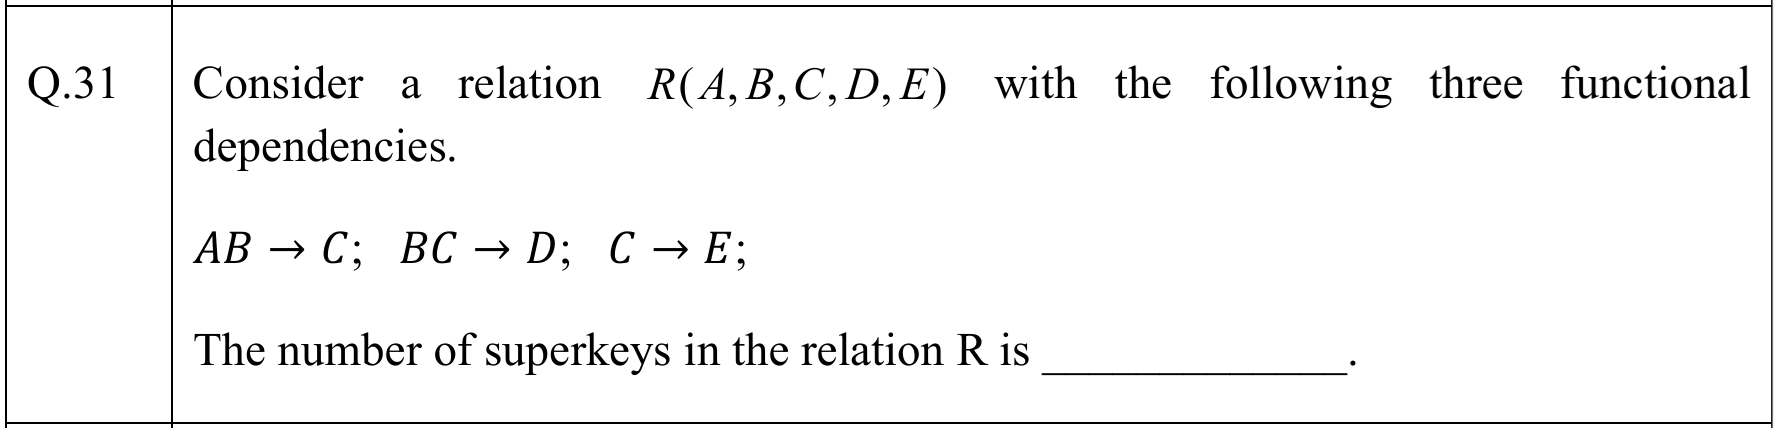 Q.31
Consider a relation R(A,B,C,D,E) with the following three functional
dependencies.
AB → C; BC → D; C → E;
The number of superkeys in the relation R is _____________.